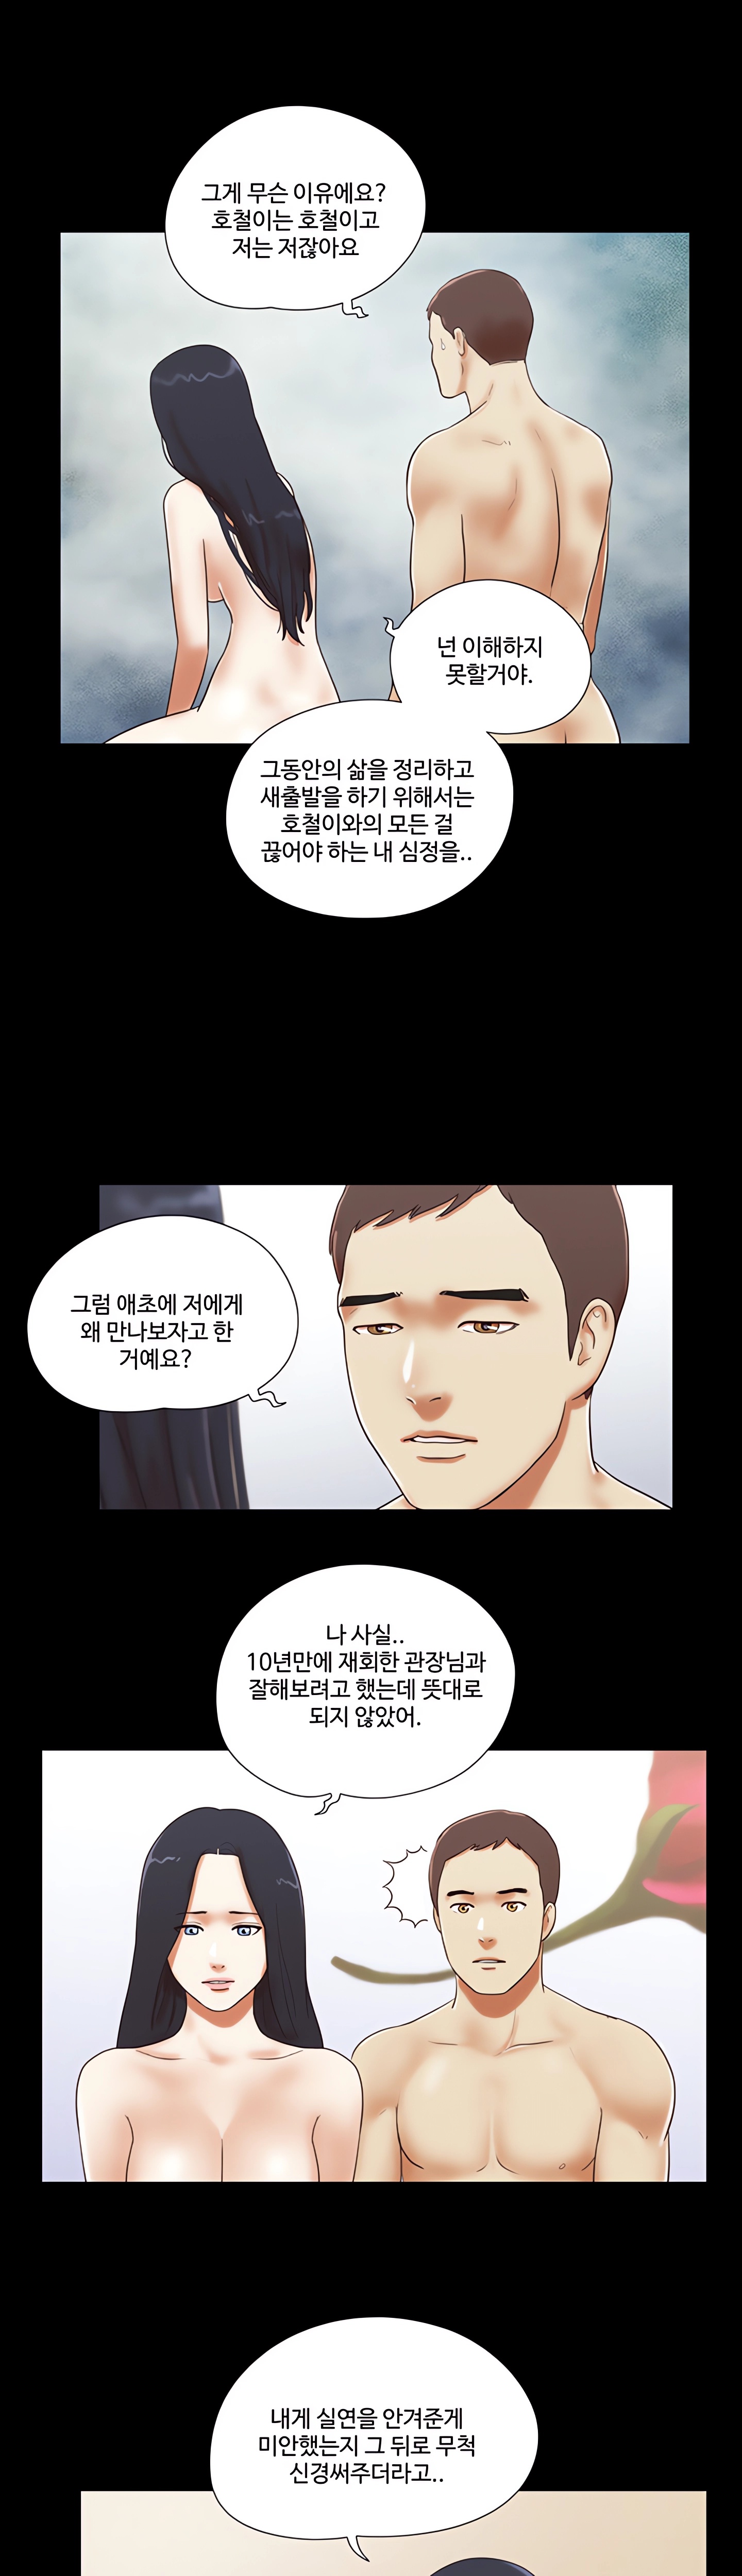 그게 무슨 이유에요?
호철이는 호철이고
저는 저잖아요
넌 이해하지
못할거야.
그동안의 삶을 정리하고
새출발을 하기 위해서는
호철이와의 모든 걸
끊어야 하는 내 심정을..
그럼 애초에 저에게
왜 만나보자고 한
거예요?
나 사실..
10년만에 재회한 관장님과
잘해보려고 했는데 뜻대로
되지 않았어.
내게 실연을 안겨준게
미안했는지 그 뒤로 무척
신경써주더라고..